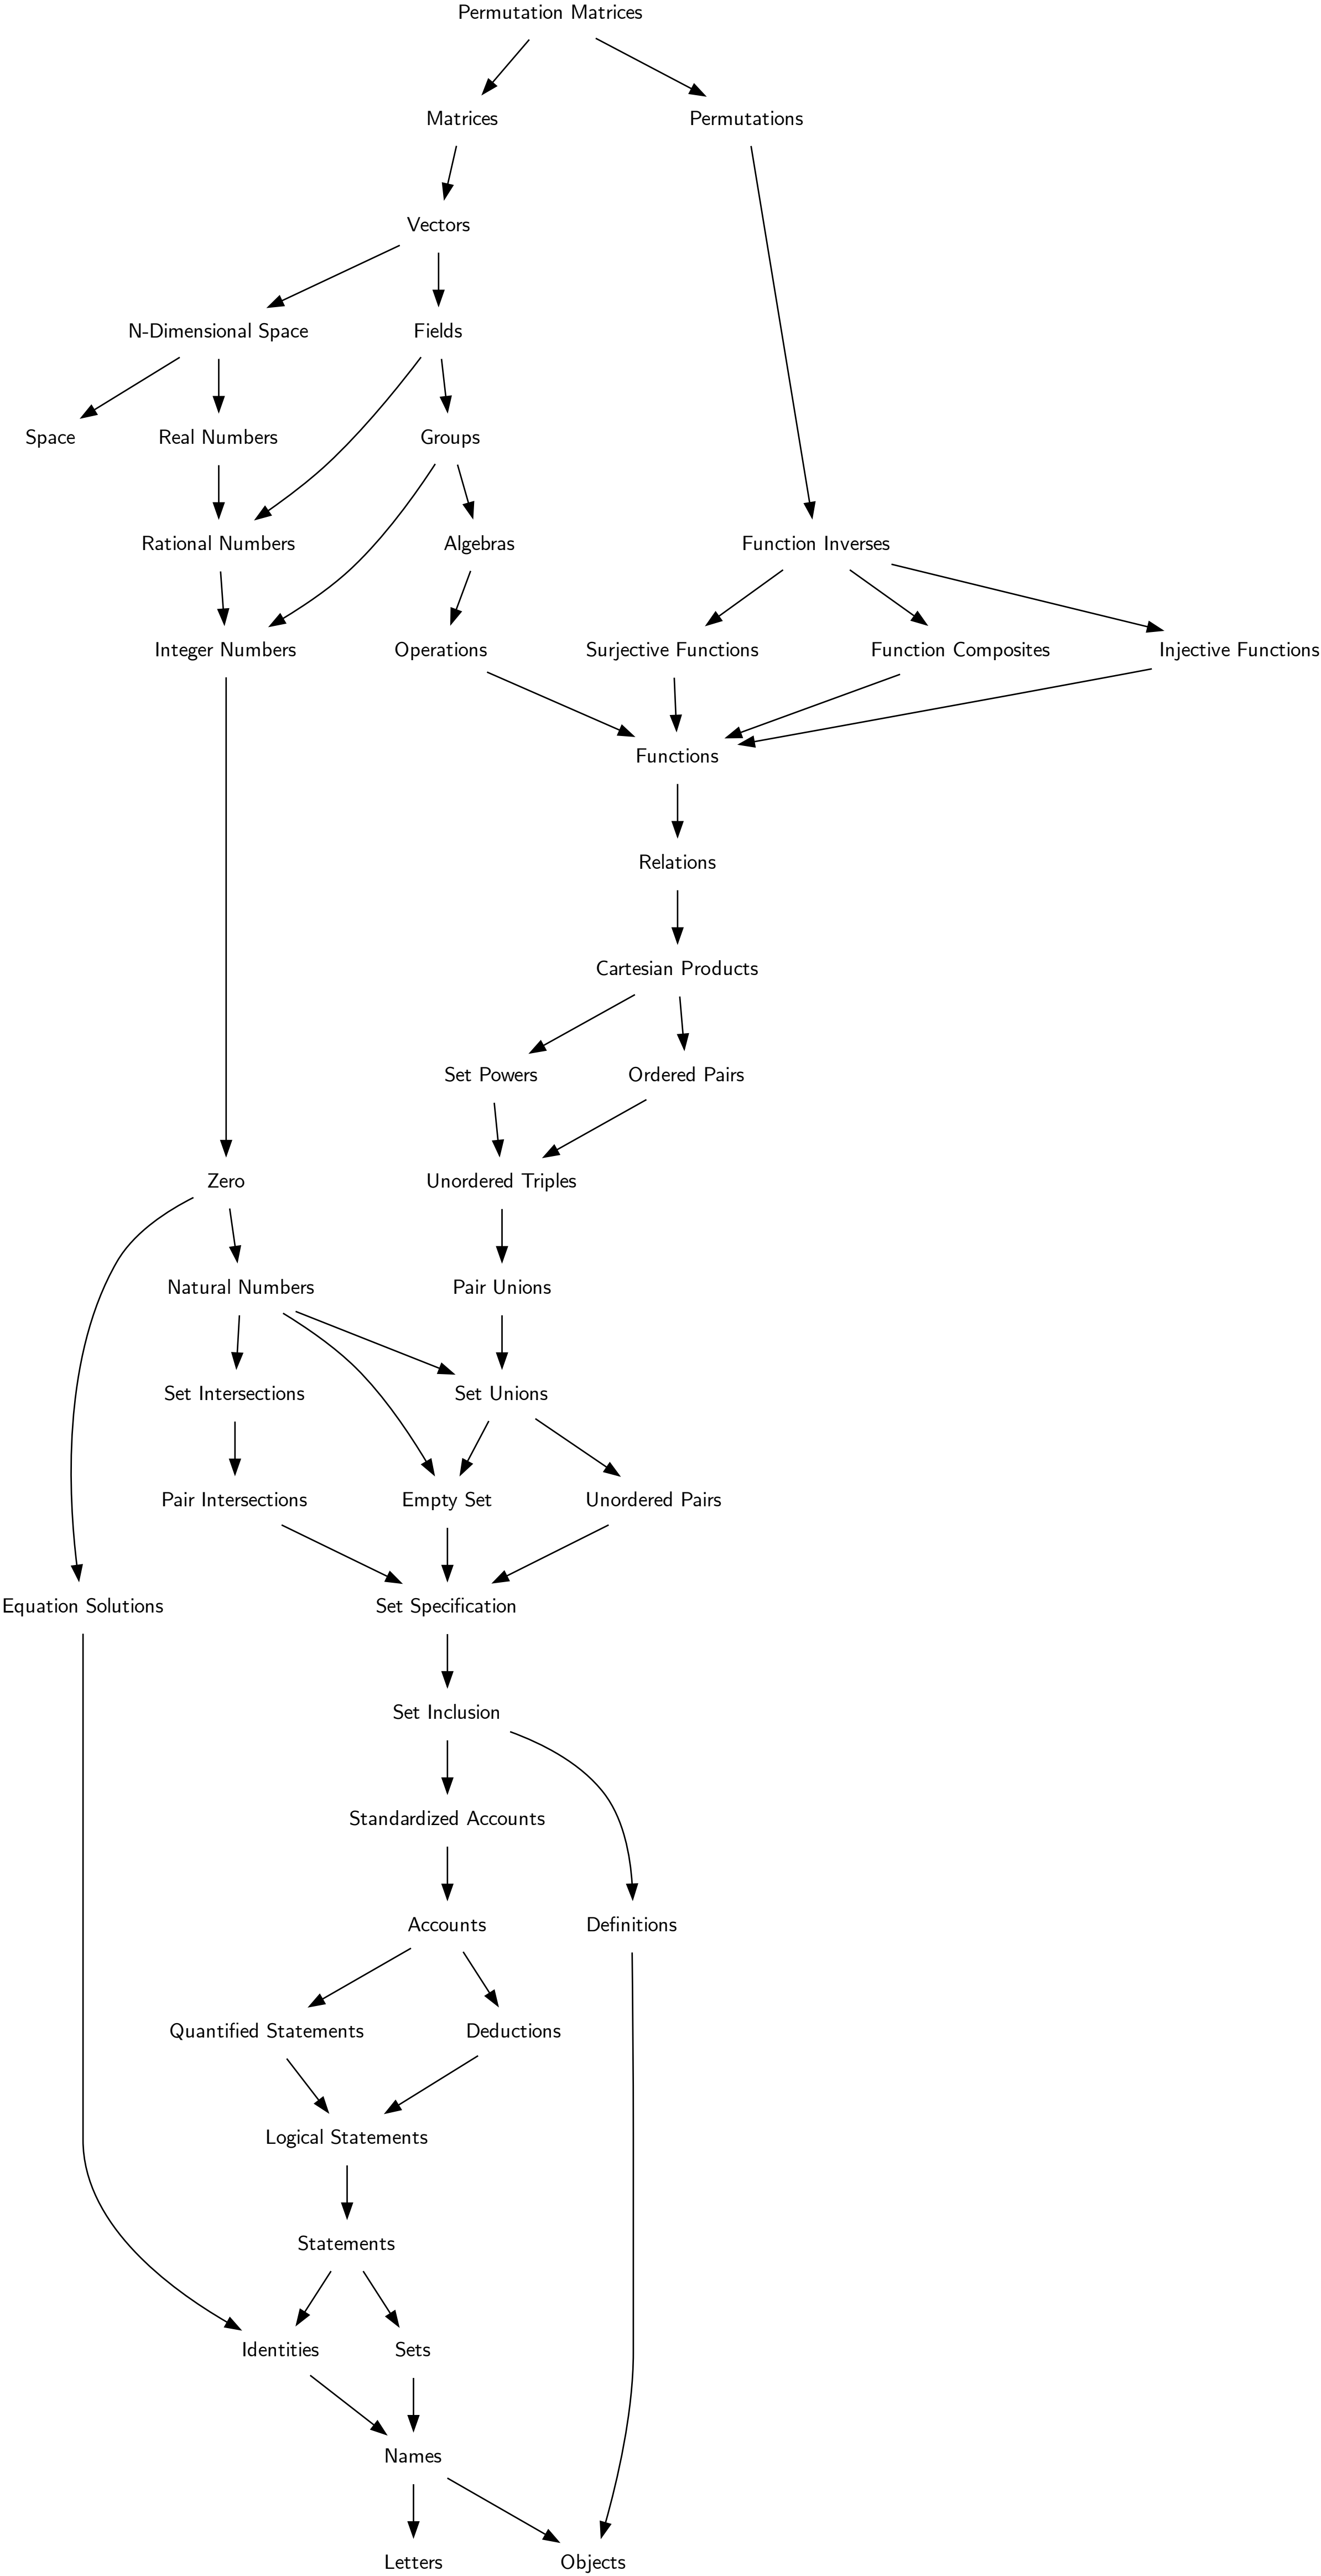 Permutation Matrices
Matrices
Permutations
Vectors
N-Dimensional Space
Fields
Space
Real Numbers
Groups
Rational Numbers
Algebras
Function Inverses
Integer Numbers
Operations
Surjective Functions
Function Composites
Injective Functions
Functions
Relations
Cartesian Products
Set Powers
Ordered Pairs
Zero
Unordered Triples
Natural Numbers
Pair Unions
Set Intersections
Set Unions
Pair Intersections
Empty Set
Unordered Pairs
Equation Solutions
Set Specification
Set Inclusion
Standardized Accounts
Accounts
Definitions
Quantified Statements
Deductions
Logical Statements
Statements
Identities
Sets
Names
Letters
Objects